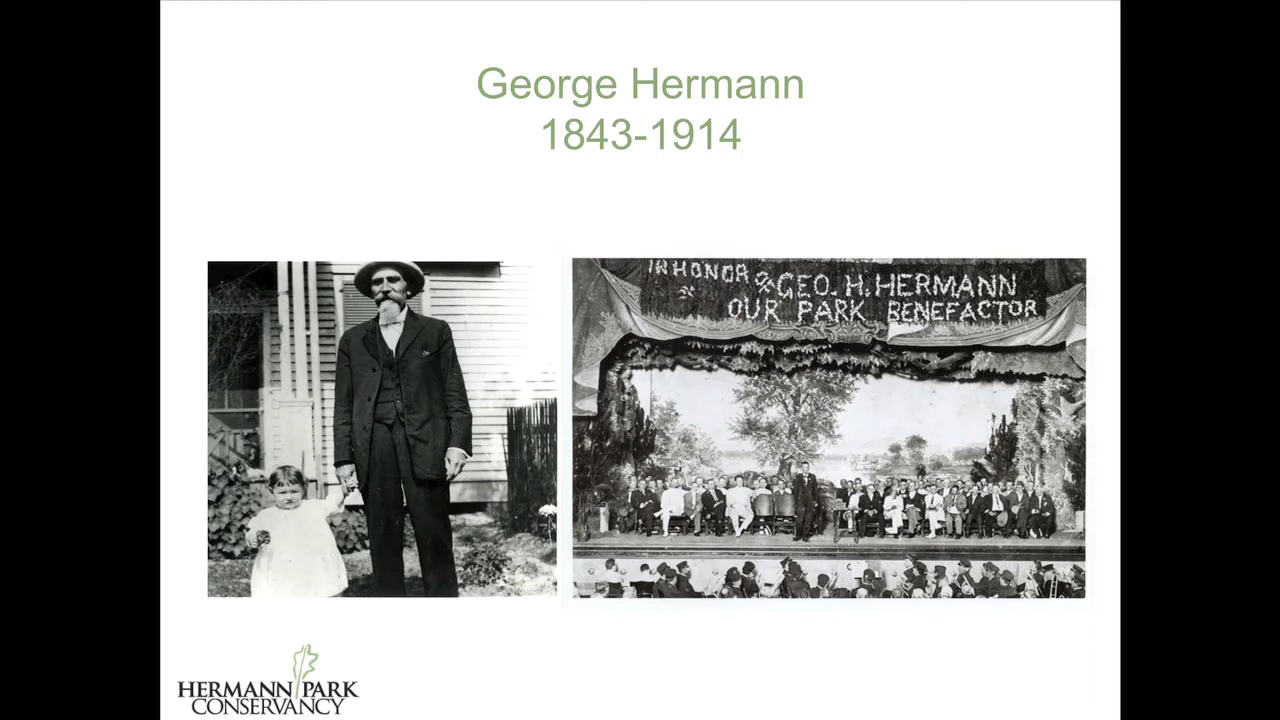 George Hermann
1843-1914
IN HONOR of GEO. H. HERMANN
OUR PARK BENEFACTOR
HERMANN PARK
CONSERVANCY